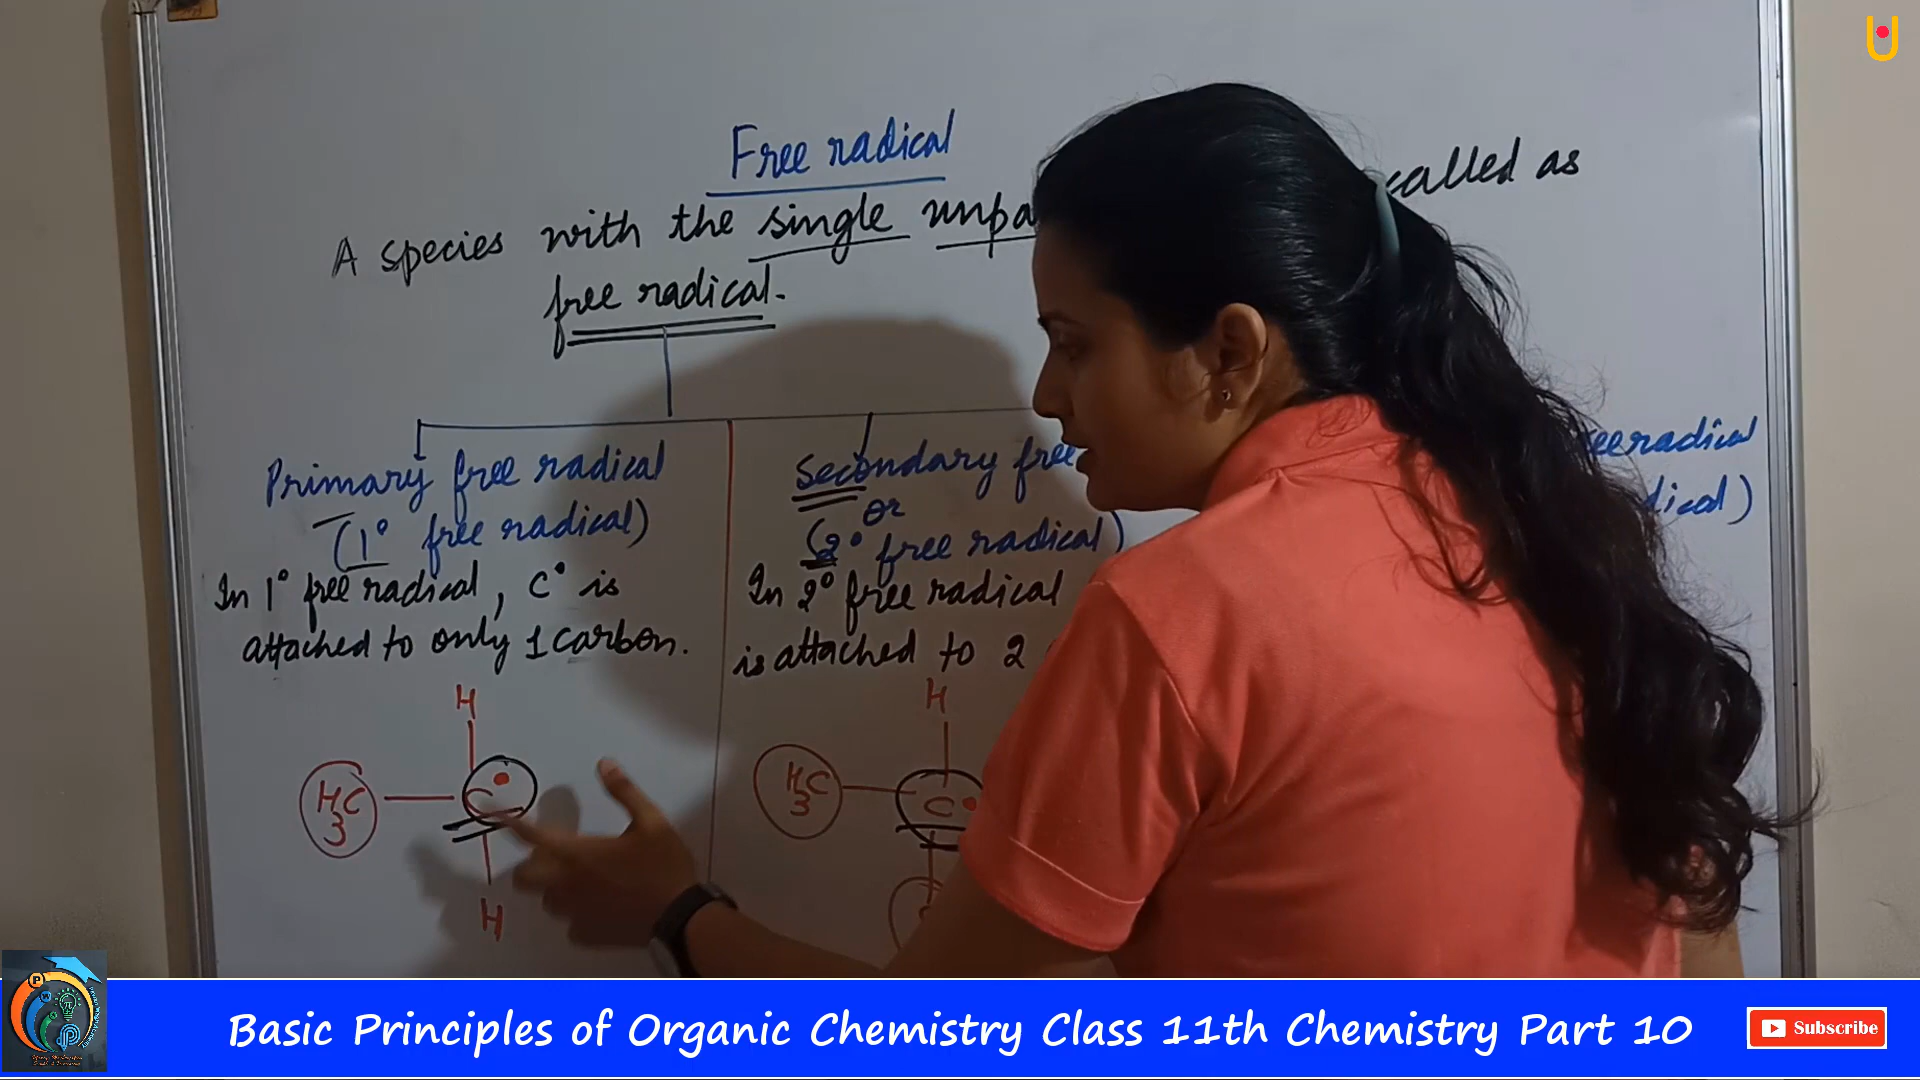 Free radical
A species with the single called as
free radical.
Primary free radical
(1° free radical)
In 1° free radical, C• is
attached to only 1 carbon.
H
H3C C•
H
Secondary free
or
(2° free radical)
In 2° free radical
is attached to 2
H
H3C C•
radical
Basic Principles of Organic Chemistry Class 11th Chemistry Part 10
Subscribe